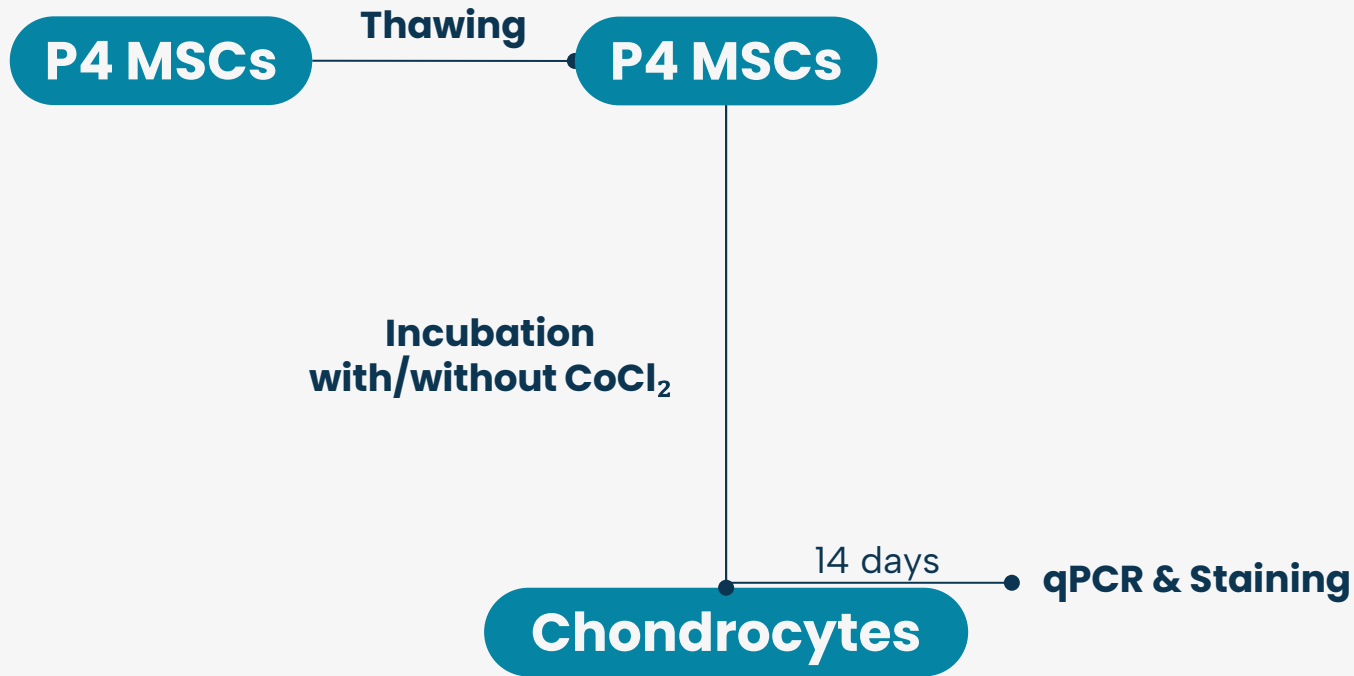 Thawing
P4 MSCs
P4 MSCs
Incubation
with/without CoCl₂
14 days
qPCR & Staining
Chondrocytes